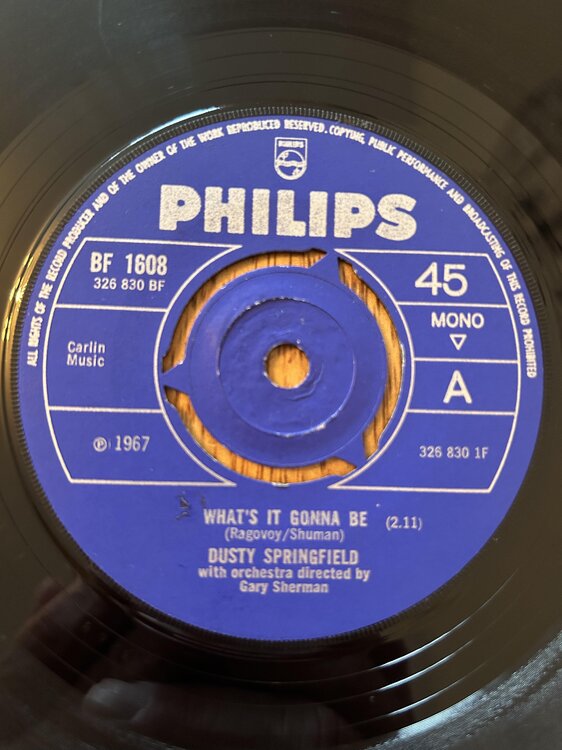 ALL RIGHTS OF THE RECORD PRODUCER AND OF THE OWNER OF THE WORK REPRODUCED RESERVED. COPYING, PUBLIC PERFORMANCE AND BROADCASTING OF THIS RECORD PROHIBITED
PHILIPS
PHILIPS
BF 1608
326 830 BF
45
MONO
Carlin
Music
A
℗ 1967
326 830 1F
WHAT'S IT GONNA BE (2.11)
(Ragovoy/Shuman)
DUSTY SPRINGFIELD
with orchestra directed by
Gary Sherman